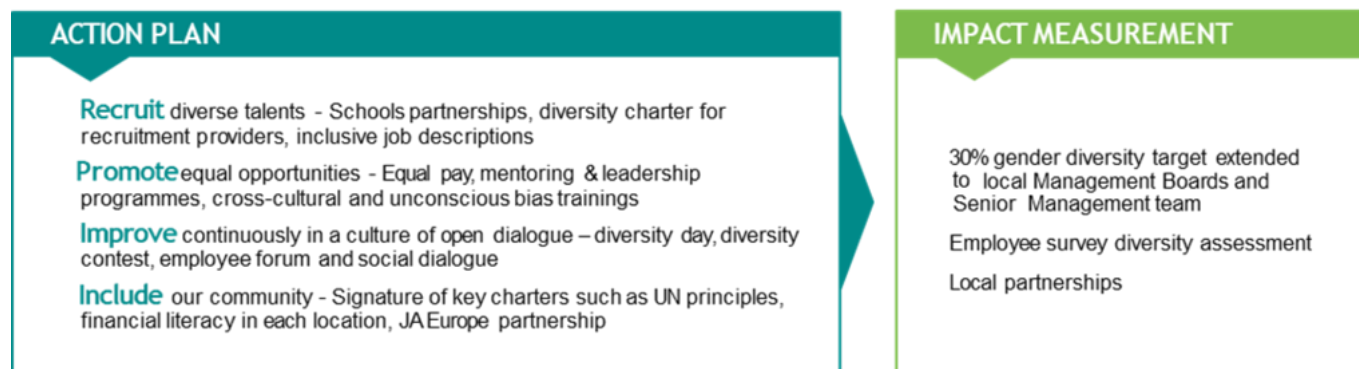 ACTION PLAN
Recruit diverse talents - Schools partnerships, diversity charter for
recruitment providers, inclusive job descriptions
Promote equal opportunities - Equal pay, mentoring & leadership
programmes, cross-cultural and unconscious bias trainings
Improve continuously in a culture of open dialogue – diversity day, diversity
contest, employee forum and social dialogue
Include our community - Signature of key charters such as UN principles,
financial literacy in each location, JA Europe partnership
IMPACT MEASUREMENT
30% gender diversity target extended
to local Management Boards and
Senior Management team
Employee survey diversity assessment
Local partnerships